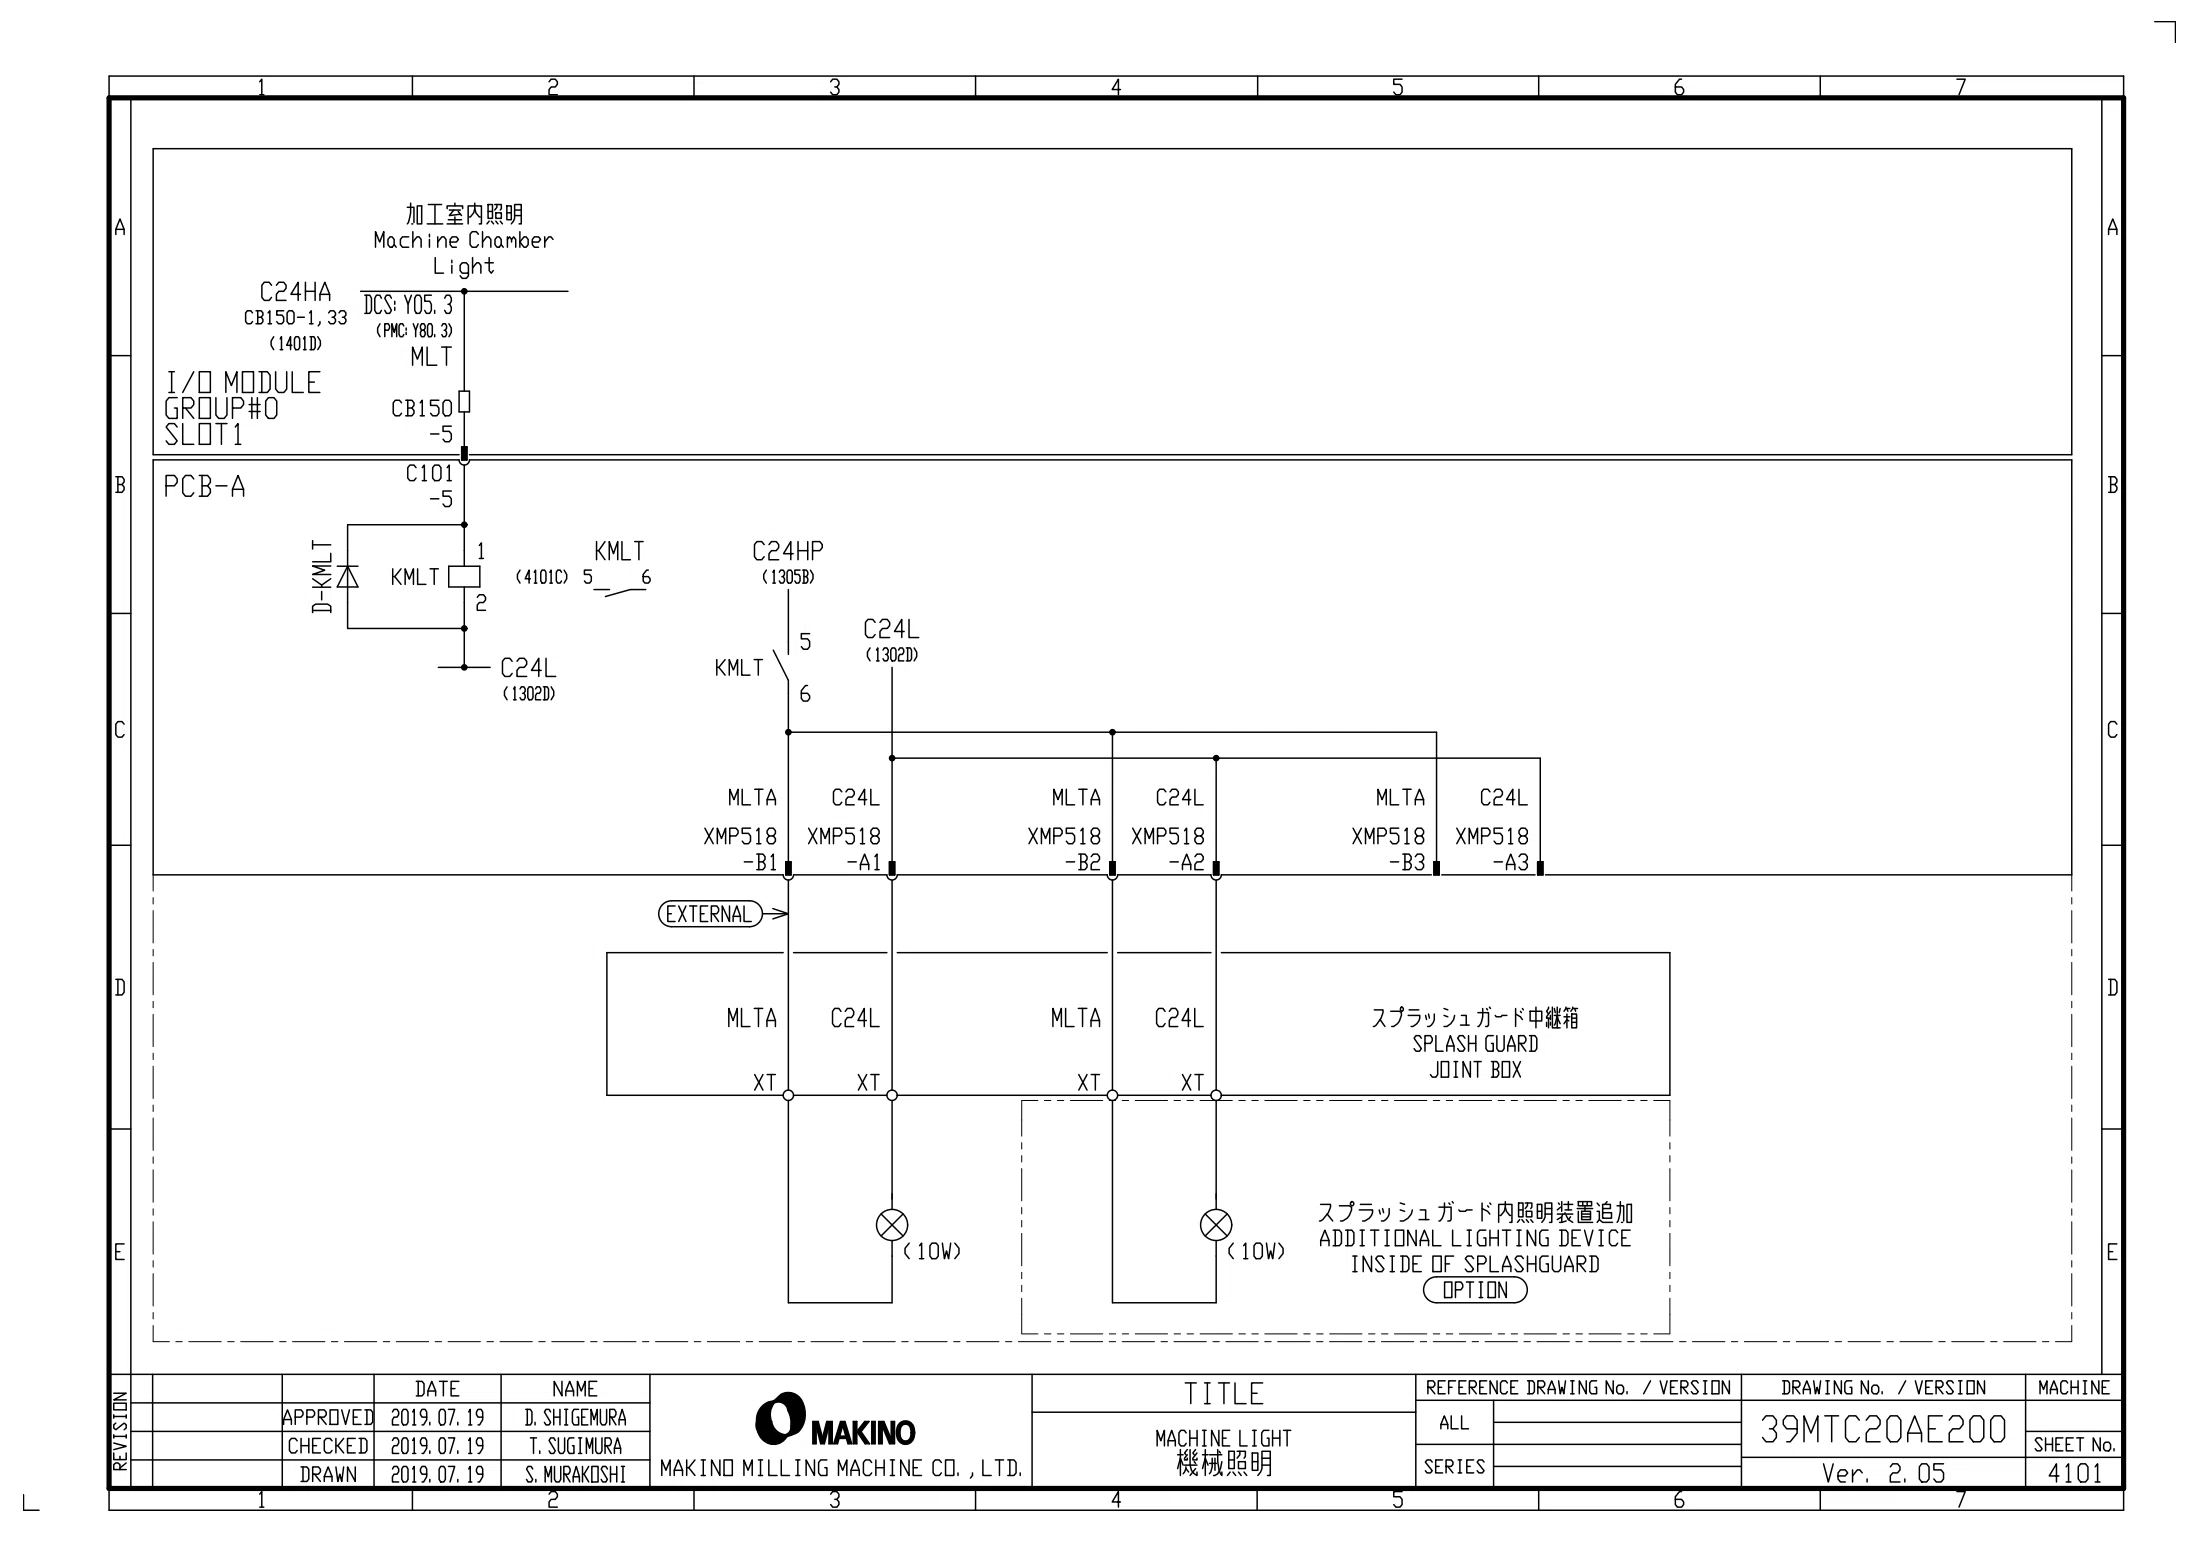 1 2 3 4 5 6 7
A A
加工室内照明
Machine Chamber
Light
C24HA
CB150-1,33
(1401D)
DCS: Y05.3
(PMC: Y80.3)
MLT
I/O MODULE
GROUP#0
SLOT1
CB150
-5
B B
PCB-A
C101
-5
D-KMLT
KMLT
1
2
(4101C)
KMLT
5 6
C24L
(1302D)
C24HP
(1305B)
KMLT
5
6
C24L
(1302D)
C C
MLTA C24L MLTA C24L MLTA C24L
XMP518 XMP518 XMP518 XMP518 XMP518 XMP518
-B1 -A1 -B2 -A2 -B3 -A3
EXTERNAL
D D
MLTA C24L MLTA C24L
スプラッシュガード中継箱
SPLASH GUARD
JOINT BOX
XT XT XT XT
E E
(10W) (10W)
スプラッシュガード内照明装置追加
ADDITIONAL LIGHTING DEVICE
INSIDE OF SPLASHGUARD
OPTION
REVISION
DATE NAME
APPROVED 2019.07.19 D. SHIGEMURA
CHECKED 2019.07.19 T. SUGIMURA
DRAWN 2019.07.19 S. MURAKOSHI
MAKINO
MAKINO MILLING MACHINE CO.,LTD.
TITLE
MACHINE LIGHT
機械照明
REFERENCE DRAWING No. / VERSION
ALL
SERIES
DRAWING No. / VERSION
39MTC20AE200
Ver. 2.05
MACHINE
SHEET No.
4101
1 2 3 4 5 6 7